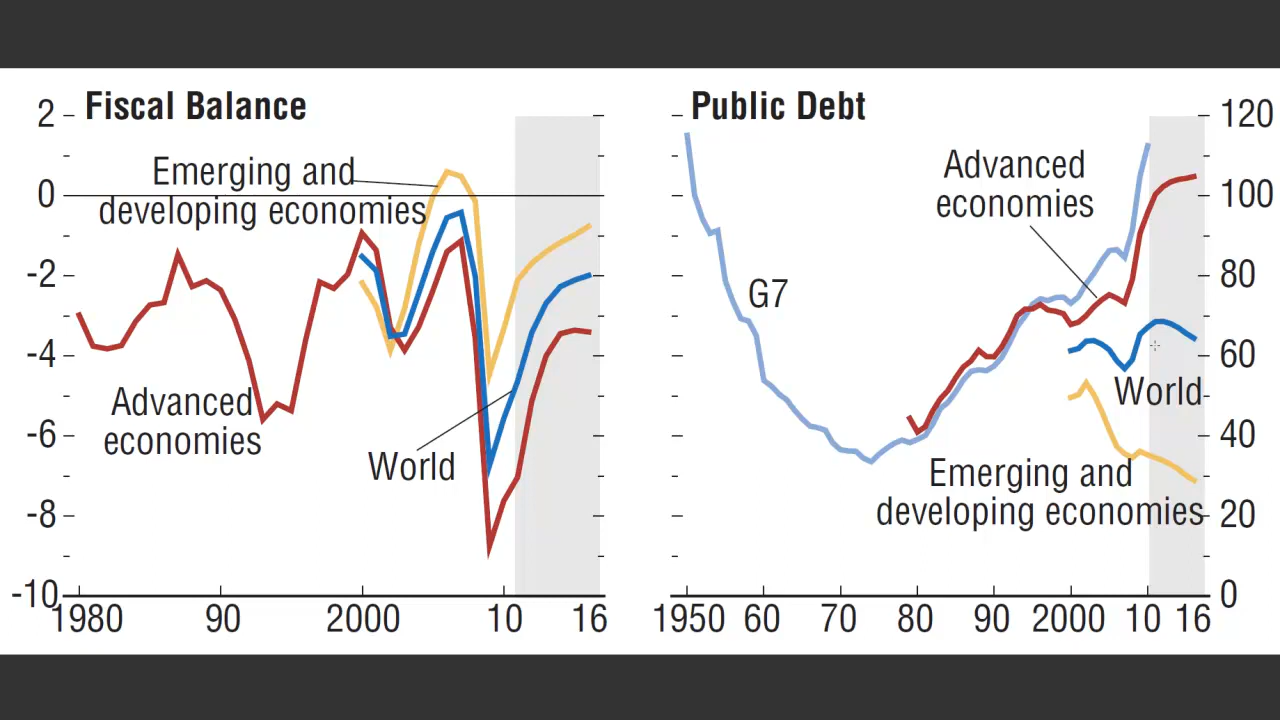 Fiscal Balance
2
0
-2
-4
-6
-8
-10
Emerging and
developing economies
Advanced
economies
World
1980 90 2000 10 16
Public Debt
120
100
80
60
40
20
0
Advanced
economies
G7
World
Emerging and
developing economies
1950 60 70 80 90 2000 10 16